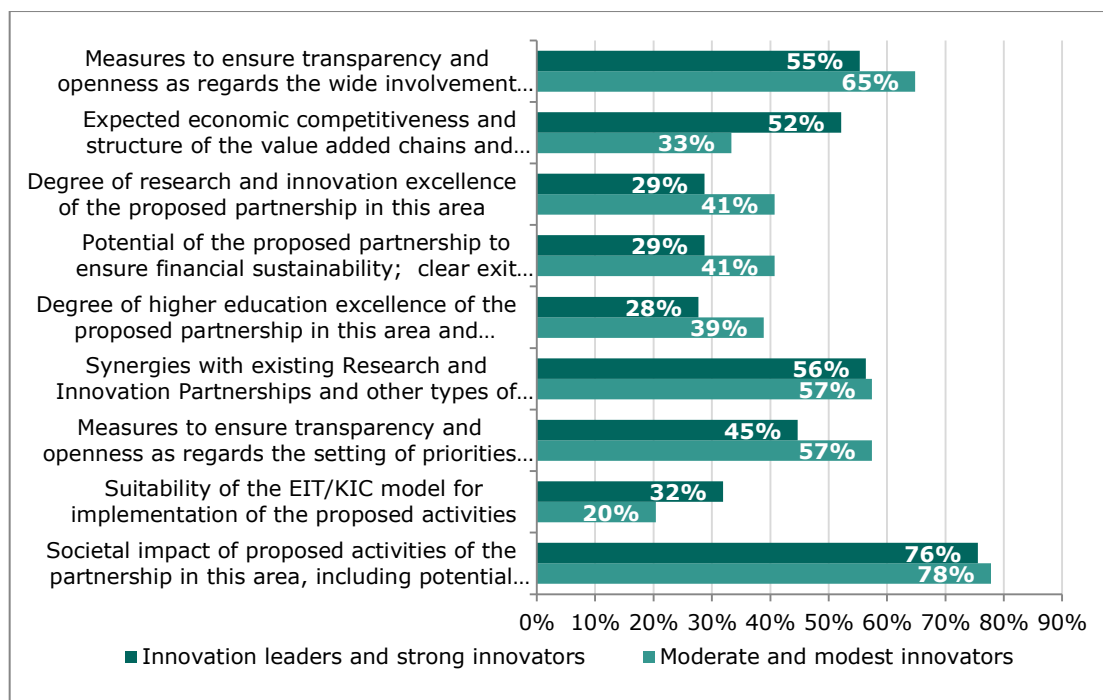 Measures to ensure transparency and
openness as regards the wide involvement...
55%
65%
Expected economic competitiveness and
structure of the value added chains and...
52%
33%
Degree of research and innovation excellence
of the proposed partnership in this area
29%
41%
Potential of the proposed partnership to
ensure financial sustainability;  clear exit...
29%
41%
Degree of higher education excellence of the
proposed partnership in this area and...
28%
39%
Synergies with existing Research and
Innovation Partnerships and other types of...
56%
57%
Measures to ensure transparency and
openness as regards the setting of priorities...
45%
57%
Suitability of the EIT/KIC model for
implementation of the proposed activities
32%
20%
Societal impact of proposed activities of the
partnership in this area, including potential...
76%
78%
0% 10% 20% 30% 40% 50% 60% 70% 80% 90%
Innovation leaders and strong innovators Moderate and modest innovators